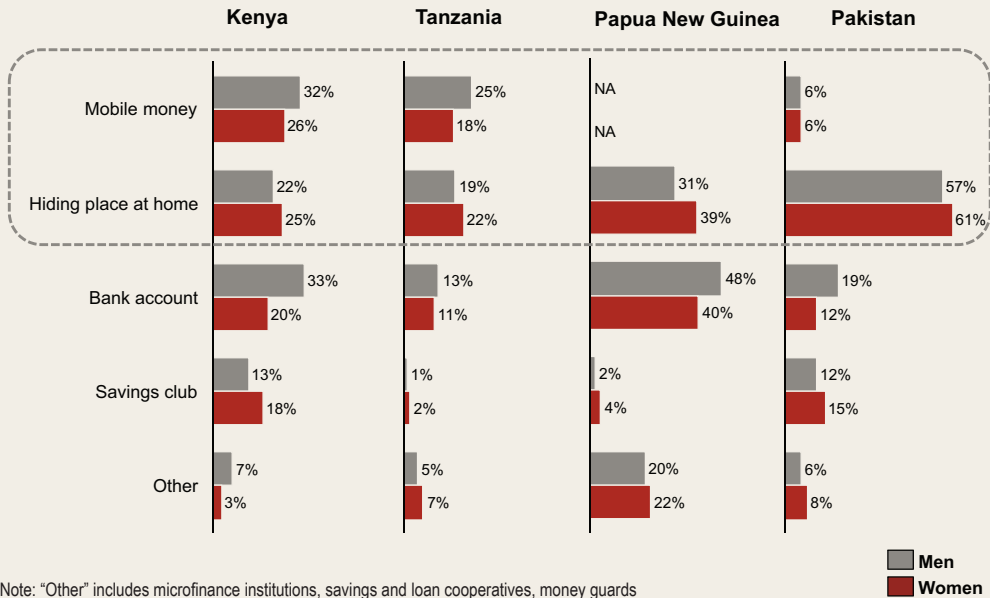 Kenya Tanzania Papua New Guinea Pakistan
Mobile money 32% 25% NA 6%
26% 18% NA 6%
Hiding place at home 22% 19% 31% 57%
25% 22% 39% 61%
Bank account 33% 13% 48% 19%
20% 11% 40% 12%
Savings club 13% 1% 2% 12%
18% 2% 4% 15%
Other 7% 5% 20% 6%
3% 7% 22% 8%
Men
Women
Note: “Other” includes microfinance institutions, savings and loan cooperatives, money guards